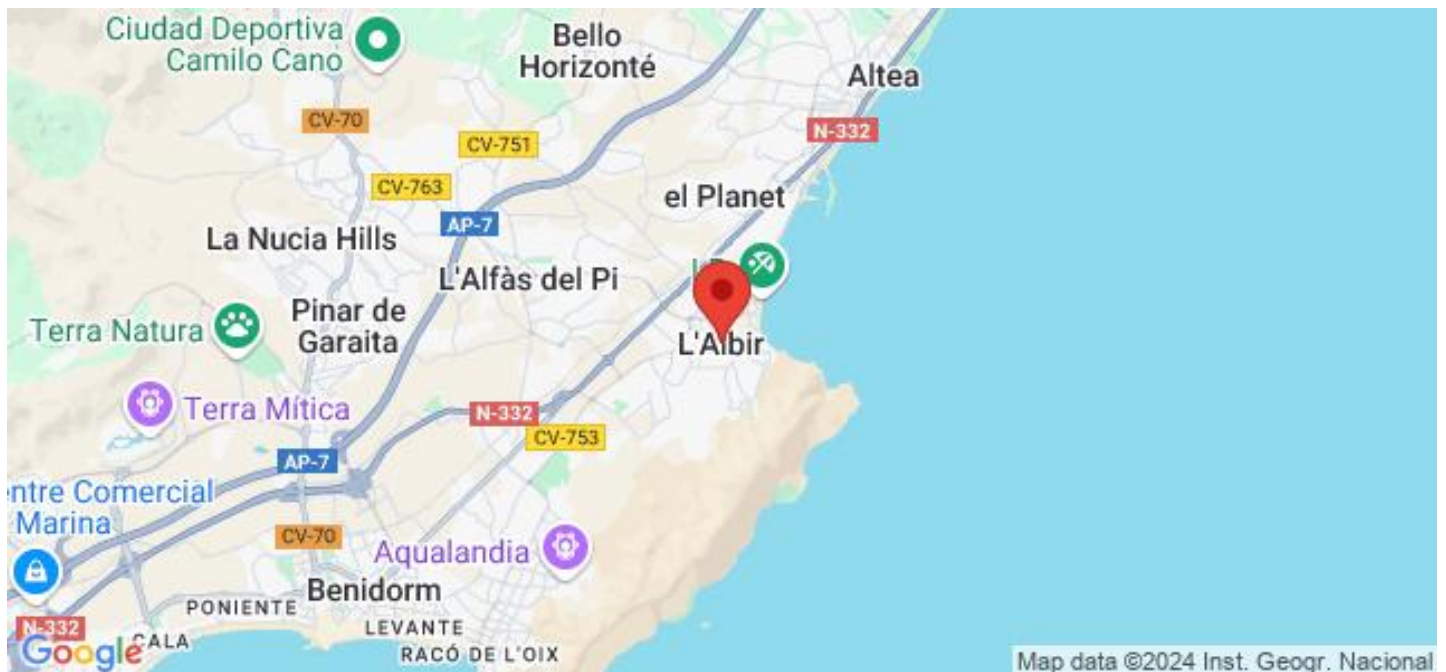 Ciudad Deportiva
Camilo Cano
Bello
Horizonté
Altea
CV-70
N-332
CV-751
CV-763
el Planet
AP-7
La Nucia Hills
L'Alfàs del Pi
Pinar de
Garaita
Terra Natura
L'Albir
Terra Mítica
N-332
CV-753
AP-7
entre Comercial
Marina
CV-70
Aqualandia
Benidorm
PONIENTE
LEVANTE
N-332
CALA
RACÓ DE L'OIX
Google
Map data ©2024 Inst. Geogr. Nacional